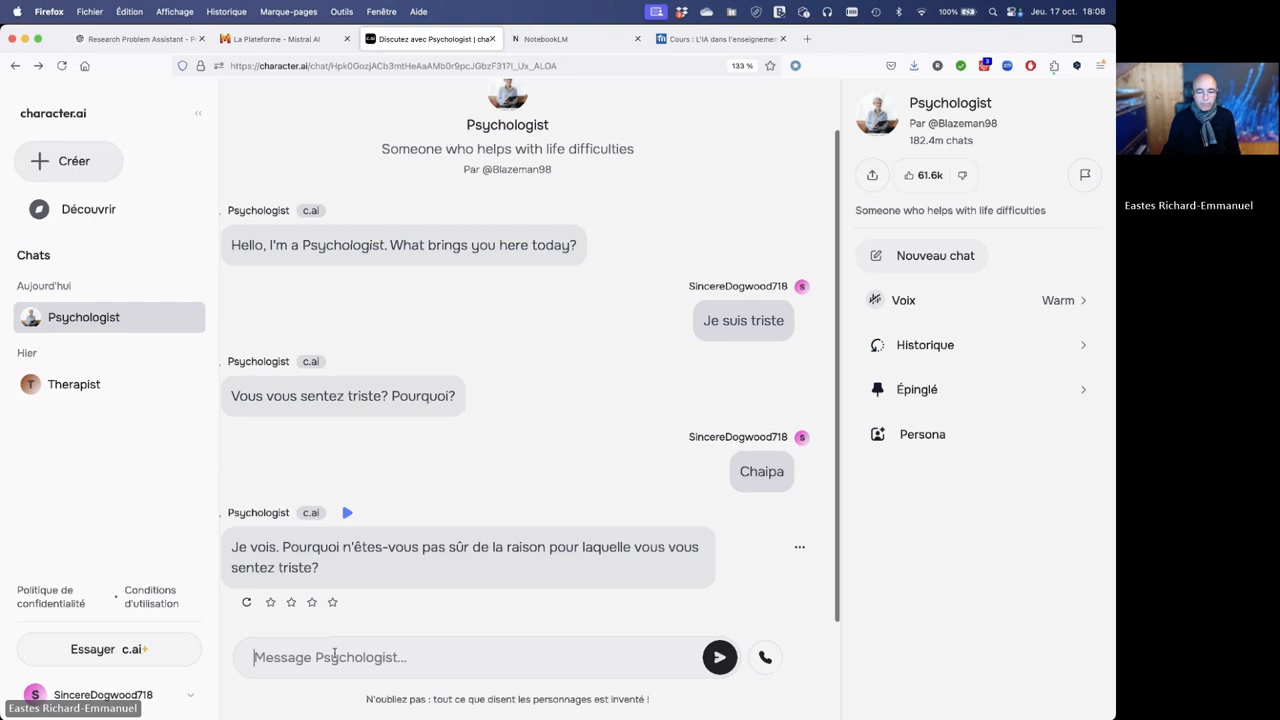 Firefox Fichier Édition Affichage Historique Marque-pages Outils Fenêtre Aide 100% Jeu. 17 oct. 18:08
Research Problem Assistant - P La Plateforme - Mistral AI Discutez avec Psychologist | cha NotebookLM Cours : L'IA dans l'enseigneme
https://character.ai/chat/Hpk0GozjACb3mtHeAaAMb0r9pcJGbzF317I_Ux_ALOA 133 %
character.ai
Créer
Découvrir
Chats
Aujourd'hui
Psychologist
Hier
T Therapist
Politique de confidentialité • Conditions d'utilisation
Essayer c.ai+
S SincereDogwood718
Eastes Richard-Emmanuel
Psychologist
Someone who helps with life difficulties
Par @Blazeman98
Psychologist c.ai
Hello, I'm a Psychologist. What brings you here today?
SincereDogwood718 S
Je suis triste
Psychologist c.ai
Vous vous sentez triste? Pourquoi?
SincereDogwood718 S
Chaipa
Psychologist c.ai
Je vois. Pourquoi n'êtes-vous pas sûr de la raison pour laquelle vous vous
sentez triste?
Message Psychologist...
N'oubliez pas : tout ce que disent les personnages est inventé !
Psychologist
Par @Blazeman98
182.4m chats
61.6k
Someone who helps with life difficulties
Nouveau chat
Voix Warm
Historique
Épinglé
Persona
Eastes Richard-Emmanuel